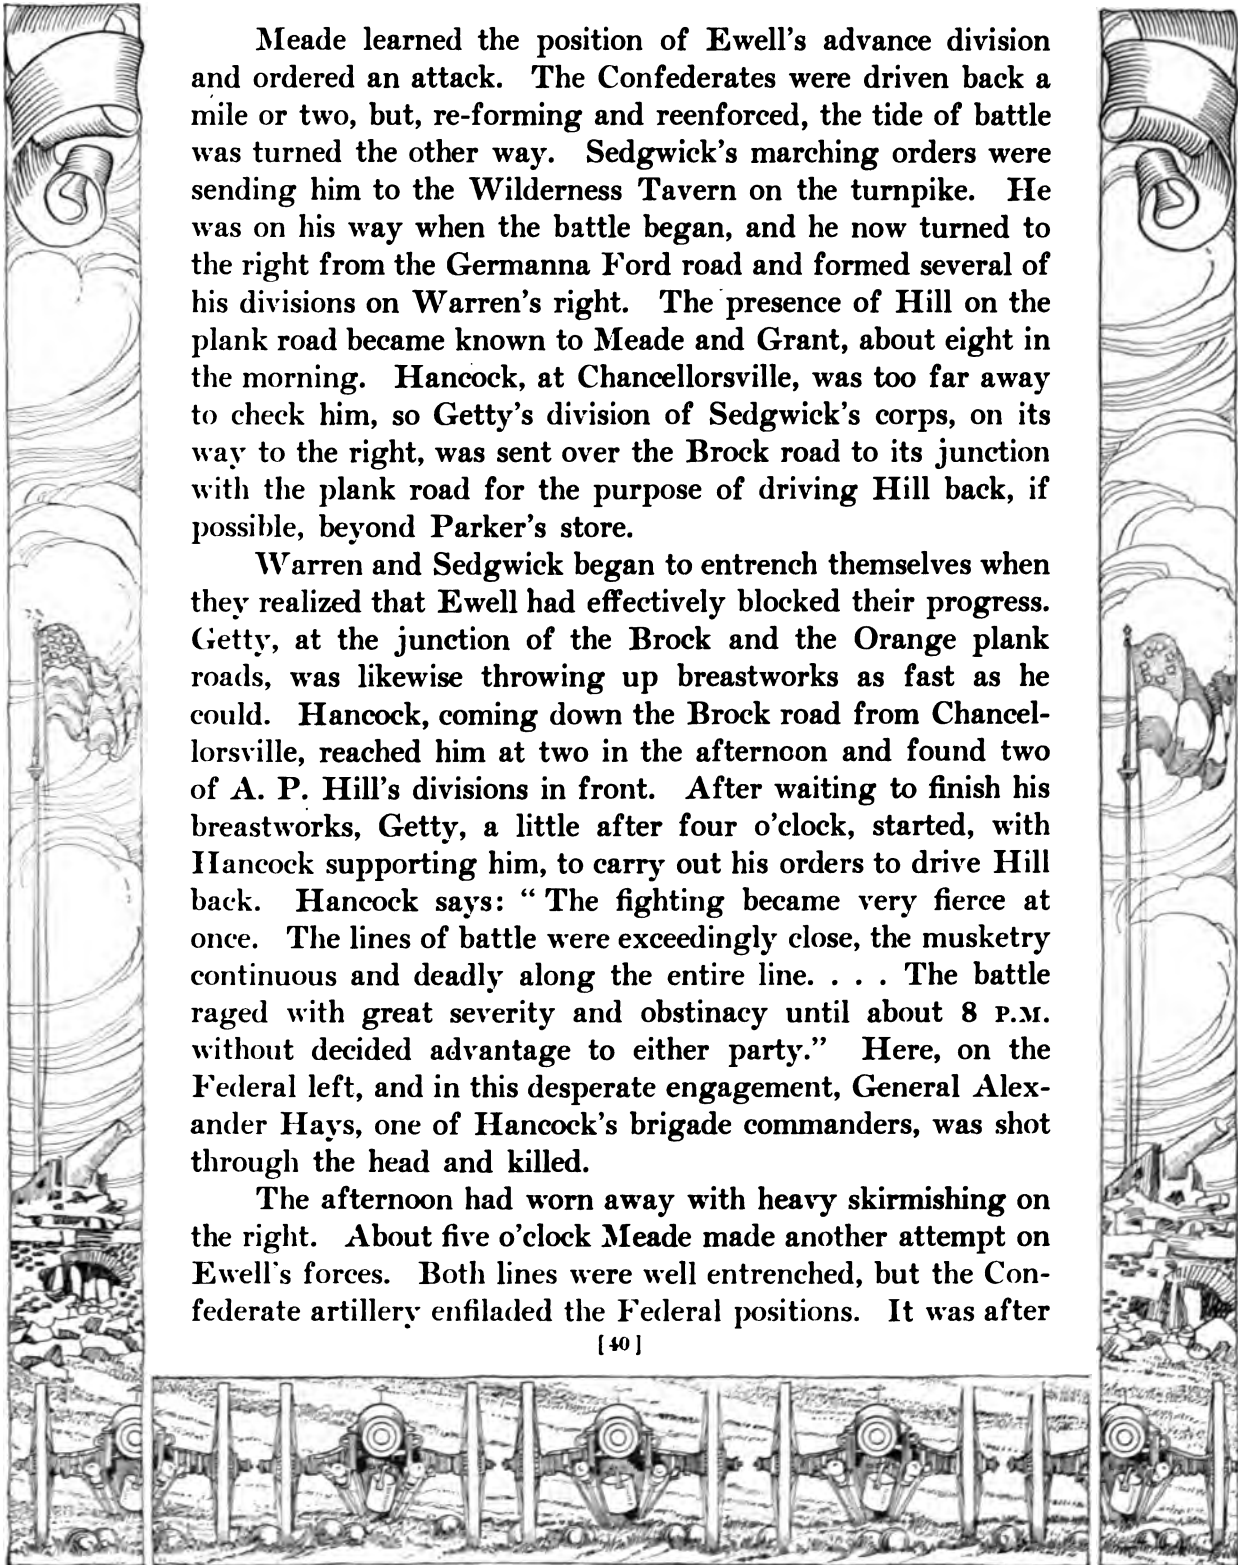 Meade learned the position of Ewell's advance division
and ordered an attack. The Confederates were driven back a
mile or two, but, re-forming and reenforced, the tide of battle
was turned the other way. Sedgwick's marching orders were
sending him to the Wilderness Tavern on the turnpike. He
was on his way when the battle began, and he now turned to
the right from the Germanna Ford road and formed several of
his divisions on Warren's right. The presence of Hill on the
plank road became known to Meade and Grant, about eight in
the morning. Hancock, at Chancellorsville, was too far away
to check him, so Getty's division of Sedgwick's corps, on its
way to the right, was sent over the Brock road to its junction
with the plank road for the purpose of driving Hill back, if
possible, beyond Parker's store.
Warren and Sedgwick began to entrench themselves when
they realized that Ewell had effectively blocked their progress.
Getty, at the junction of the Brock and the Orange plank
roads, was likewise throwing up breastworks as fast as he
could. Hancock, coming down the Brock road from Chancel-
lorsville, reached him at two in the afternoon and found two
of A. P. Hill's divisions in front. After waiting to finish his
breastworks, Getty, a little after four o'clock, started, with
Hancock supporting him, to carry out his orders to drive Hill
back. Hancock says: "The fighting became very fierce at
once. The lines of battle were exceedingly close, the musketry
continuous and deadly along the entire line. . . . The battle
raged with great severity and obstinacy until about 8 P.M.
without decided advantage to either party." Here, on the
Federal left, and in this desperate engagement, General Alex-
ander Hays, one of Hancock's brigade commanders, was shot
through the head and killed.
The afternoon had worn away with heavy skirmishing on
the right. About five o'clock Meade made another attempt on
Ewell's forces. Both lines were well entrenched, but the Con-
federate artillery enfiladed the Federal positions. It was after
[40]